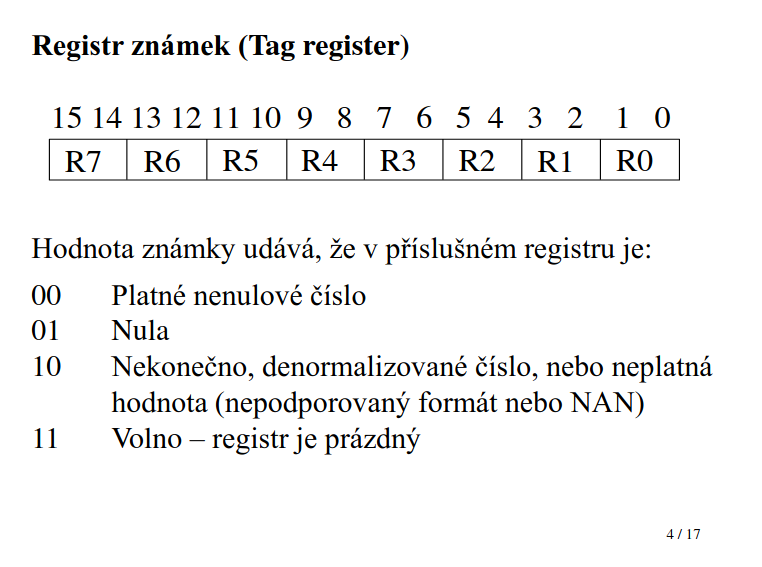 Registr známek (Tag register)
15 14 13 12 11 10 9 8 7 6 5 4 3 2 1 0
R7 R6 R5 R4 R3 R2 R1 R0
Hodnota známky udává, že v příslušném registru je:
00 Platné nenulové číslo
01 Nula
10 Nekonečno, denormalizované číslo, nebo neplatná
hodnota (nepodporovaný formát nebo NAN)
11 Volno – registr je prázdný
4 / 17